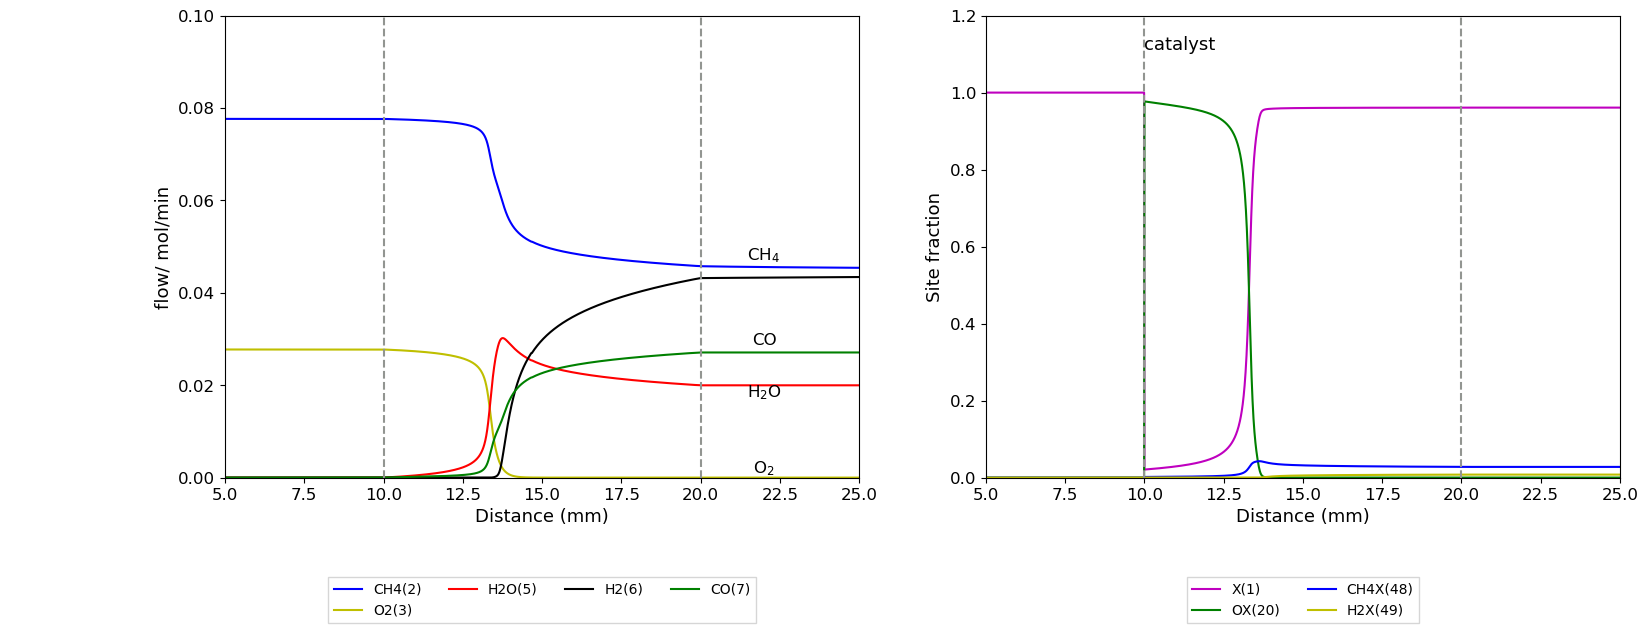 0.10
0.08
0.06
0.04
0.02
0.00
flow/ mol/min
CH₄
CO
H₂O
O₂
5.0 7.5 10.0 12.5 15.0 17.5 20.0 22.5 25.0
Distance (mm)
CH4(2) H2O(5) H2(6) CO(7)
O2(3)
1.2
1.0
0.8
0.6
0.4
0.2
0.0
Site fraction
catalyst
5.0 7.5 10.0 12.5 15.0 17.5 20.0 22.5 25.0
Distance (mm)
X(1) CH4X(48)
OX(20) H2X(49)